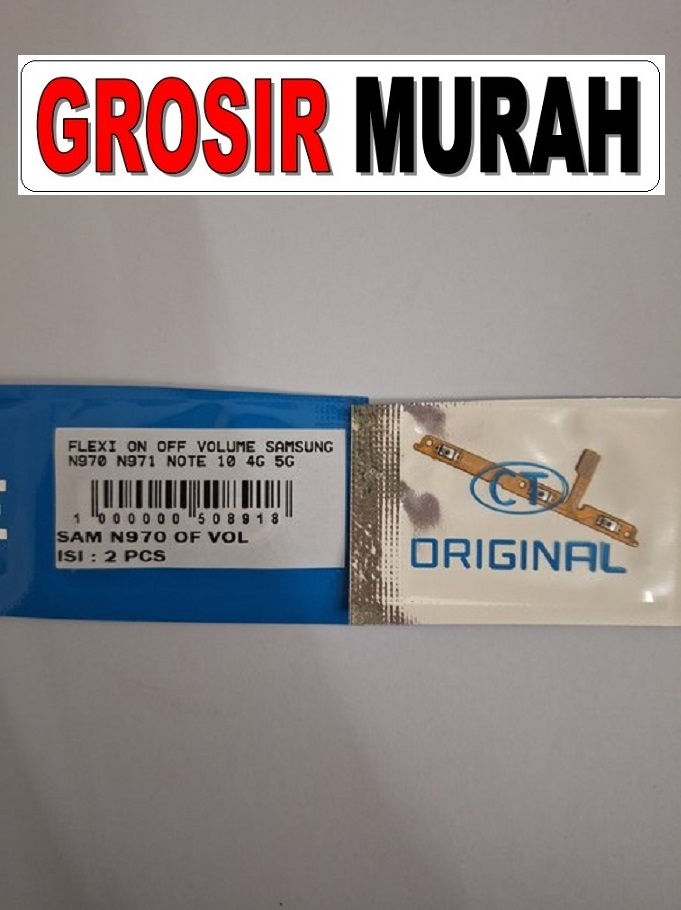 GROSIR MURAH
FLEXI ON OFF VOLUME SAMSUNG
N970 N971 NOTE 10 4G 5G
1 000000 508918
SAM N970 OF VOL
ISI : 2 PCS
CT
ORIGINAL